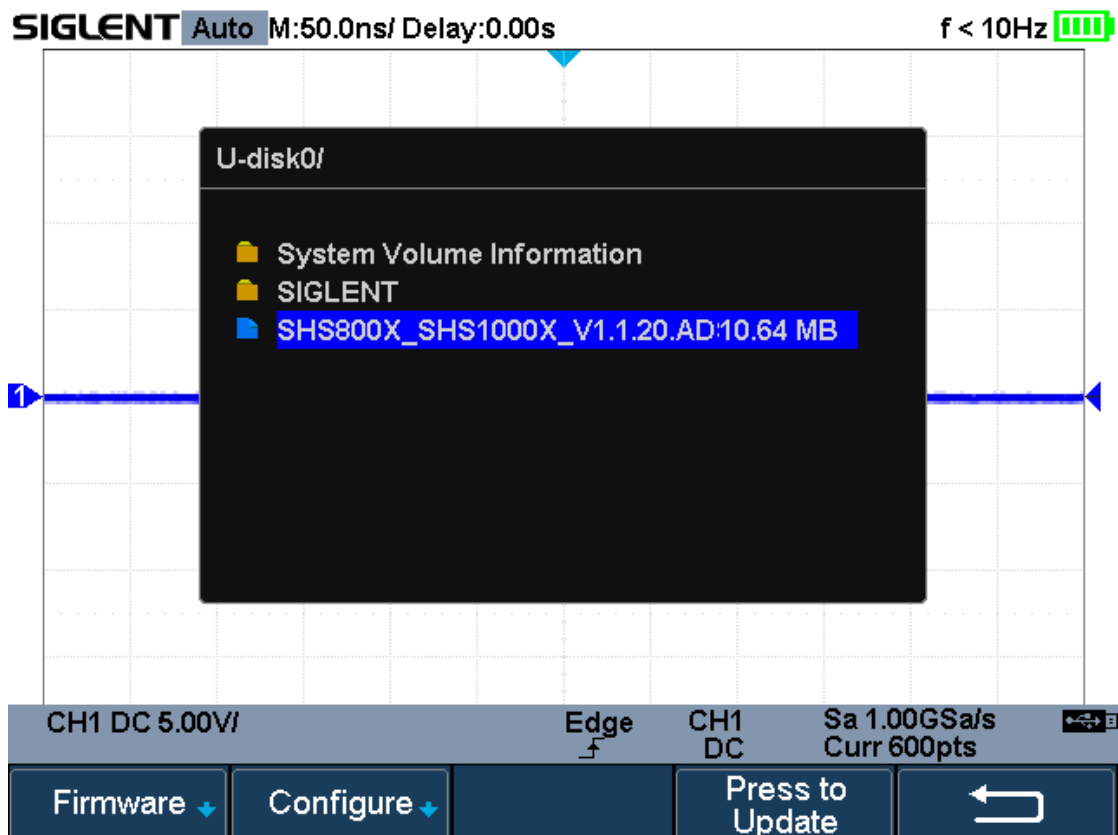 SIGLENT Auto M:50.0ns/ Delay:0.00s f < 10Hz
U-disk0/
System Volume Information
SIGLENT
SHS800X_SHS1000X_V1.1.20.AD 10.64 MB
1
CH1 DC 5.00V/ Edge CH1 Sa 1.00GSa/s
DC Curr 600pts
Firmware Configure Press to
Update